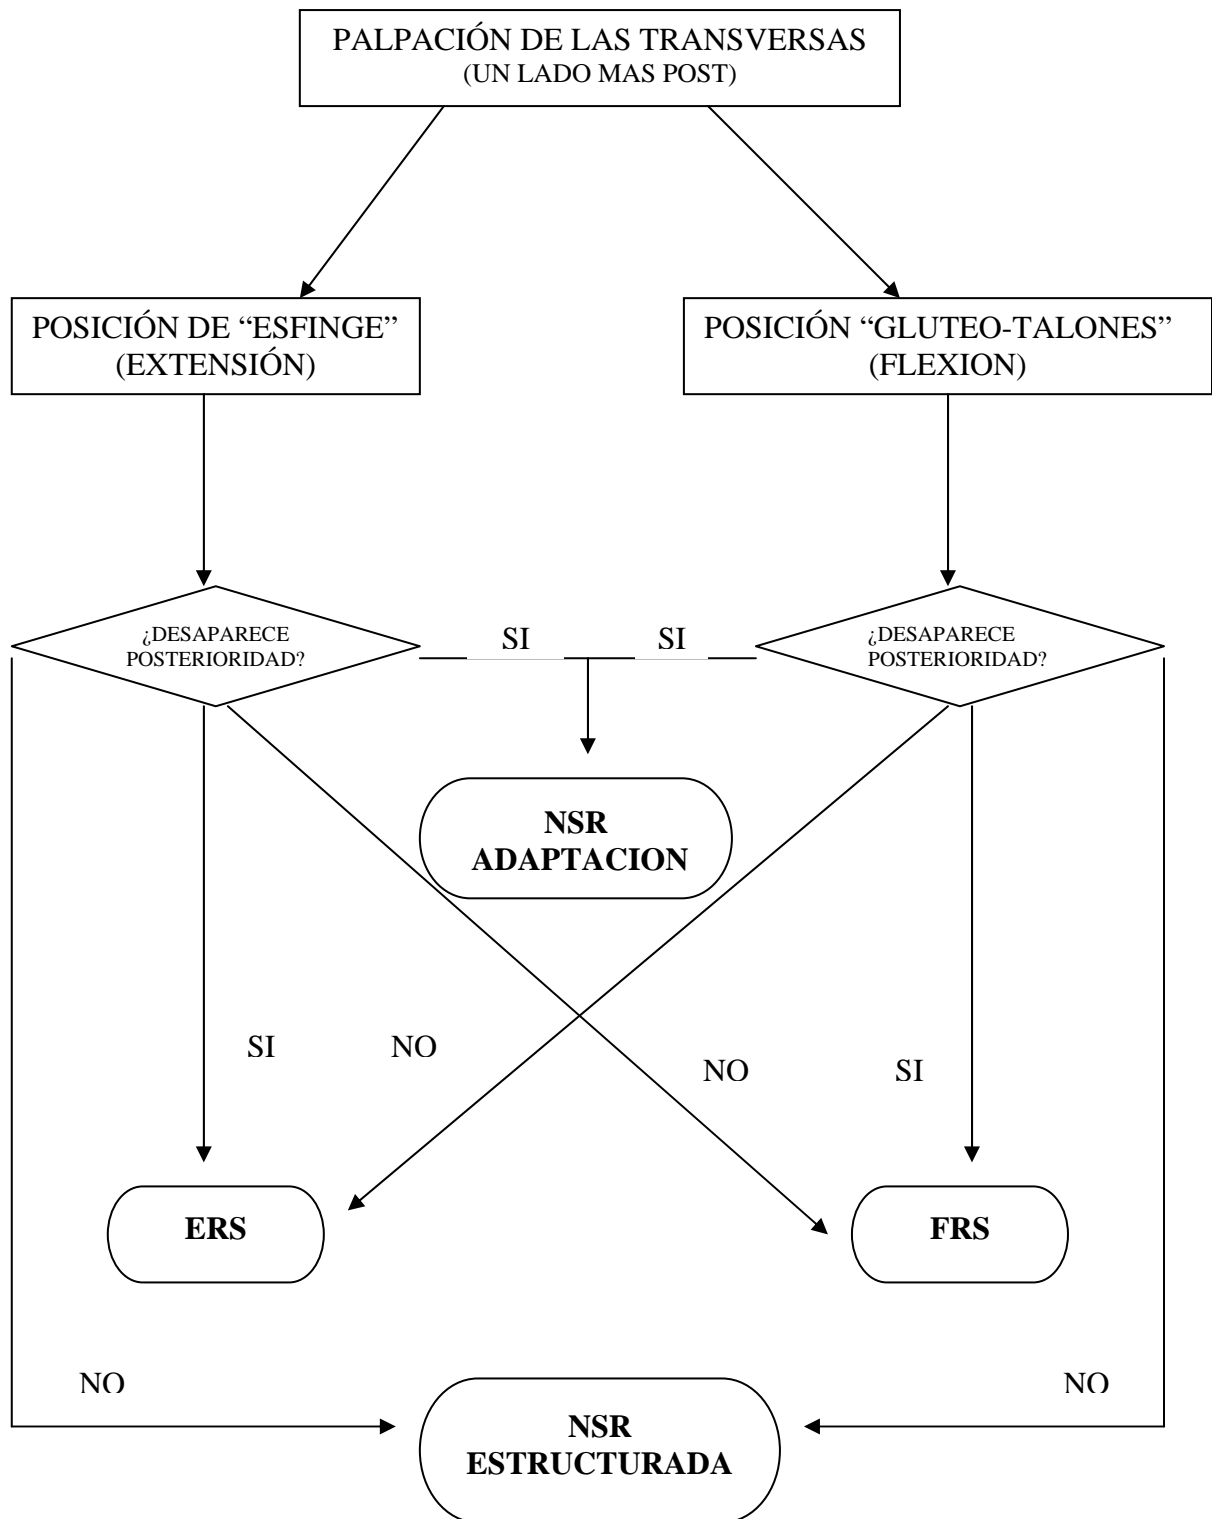 PALPACIÓN DE LAS TRANSVERSAS
(UN LADO MAS POST)
POSICIÓN DE “ESFINGE”
(EXTENSIÓN)
POSICIÓN “GLUTEO-TALONES”
(FLEXION)
¿DESAPARECE
POSTERIORIDAD?
SI
SI
¿DESAPARECE
POSTERIORIDAD?
NSR
ADAPTACION
SI
NO
NO
SI
ERS
FRS
NO
NO
NSR
ESTRUCTURADA